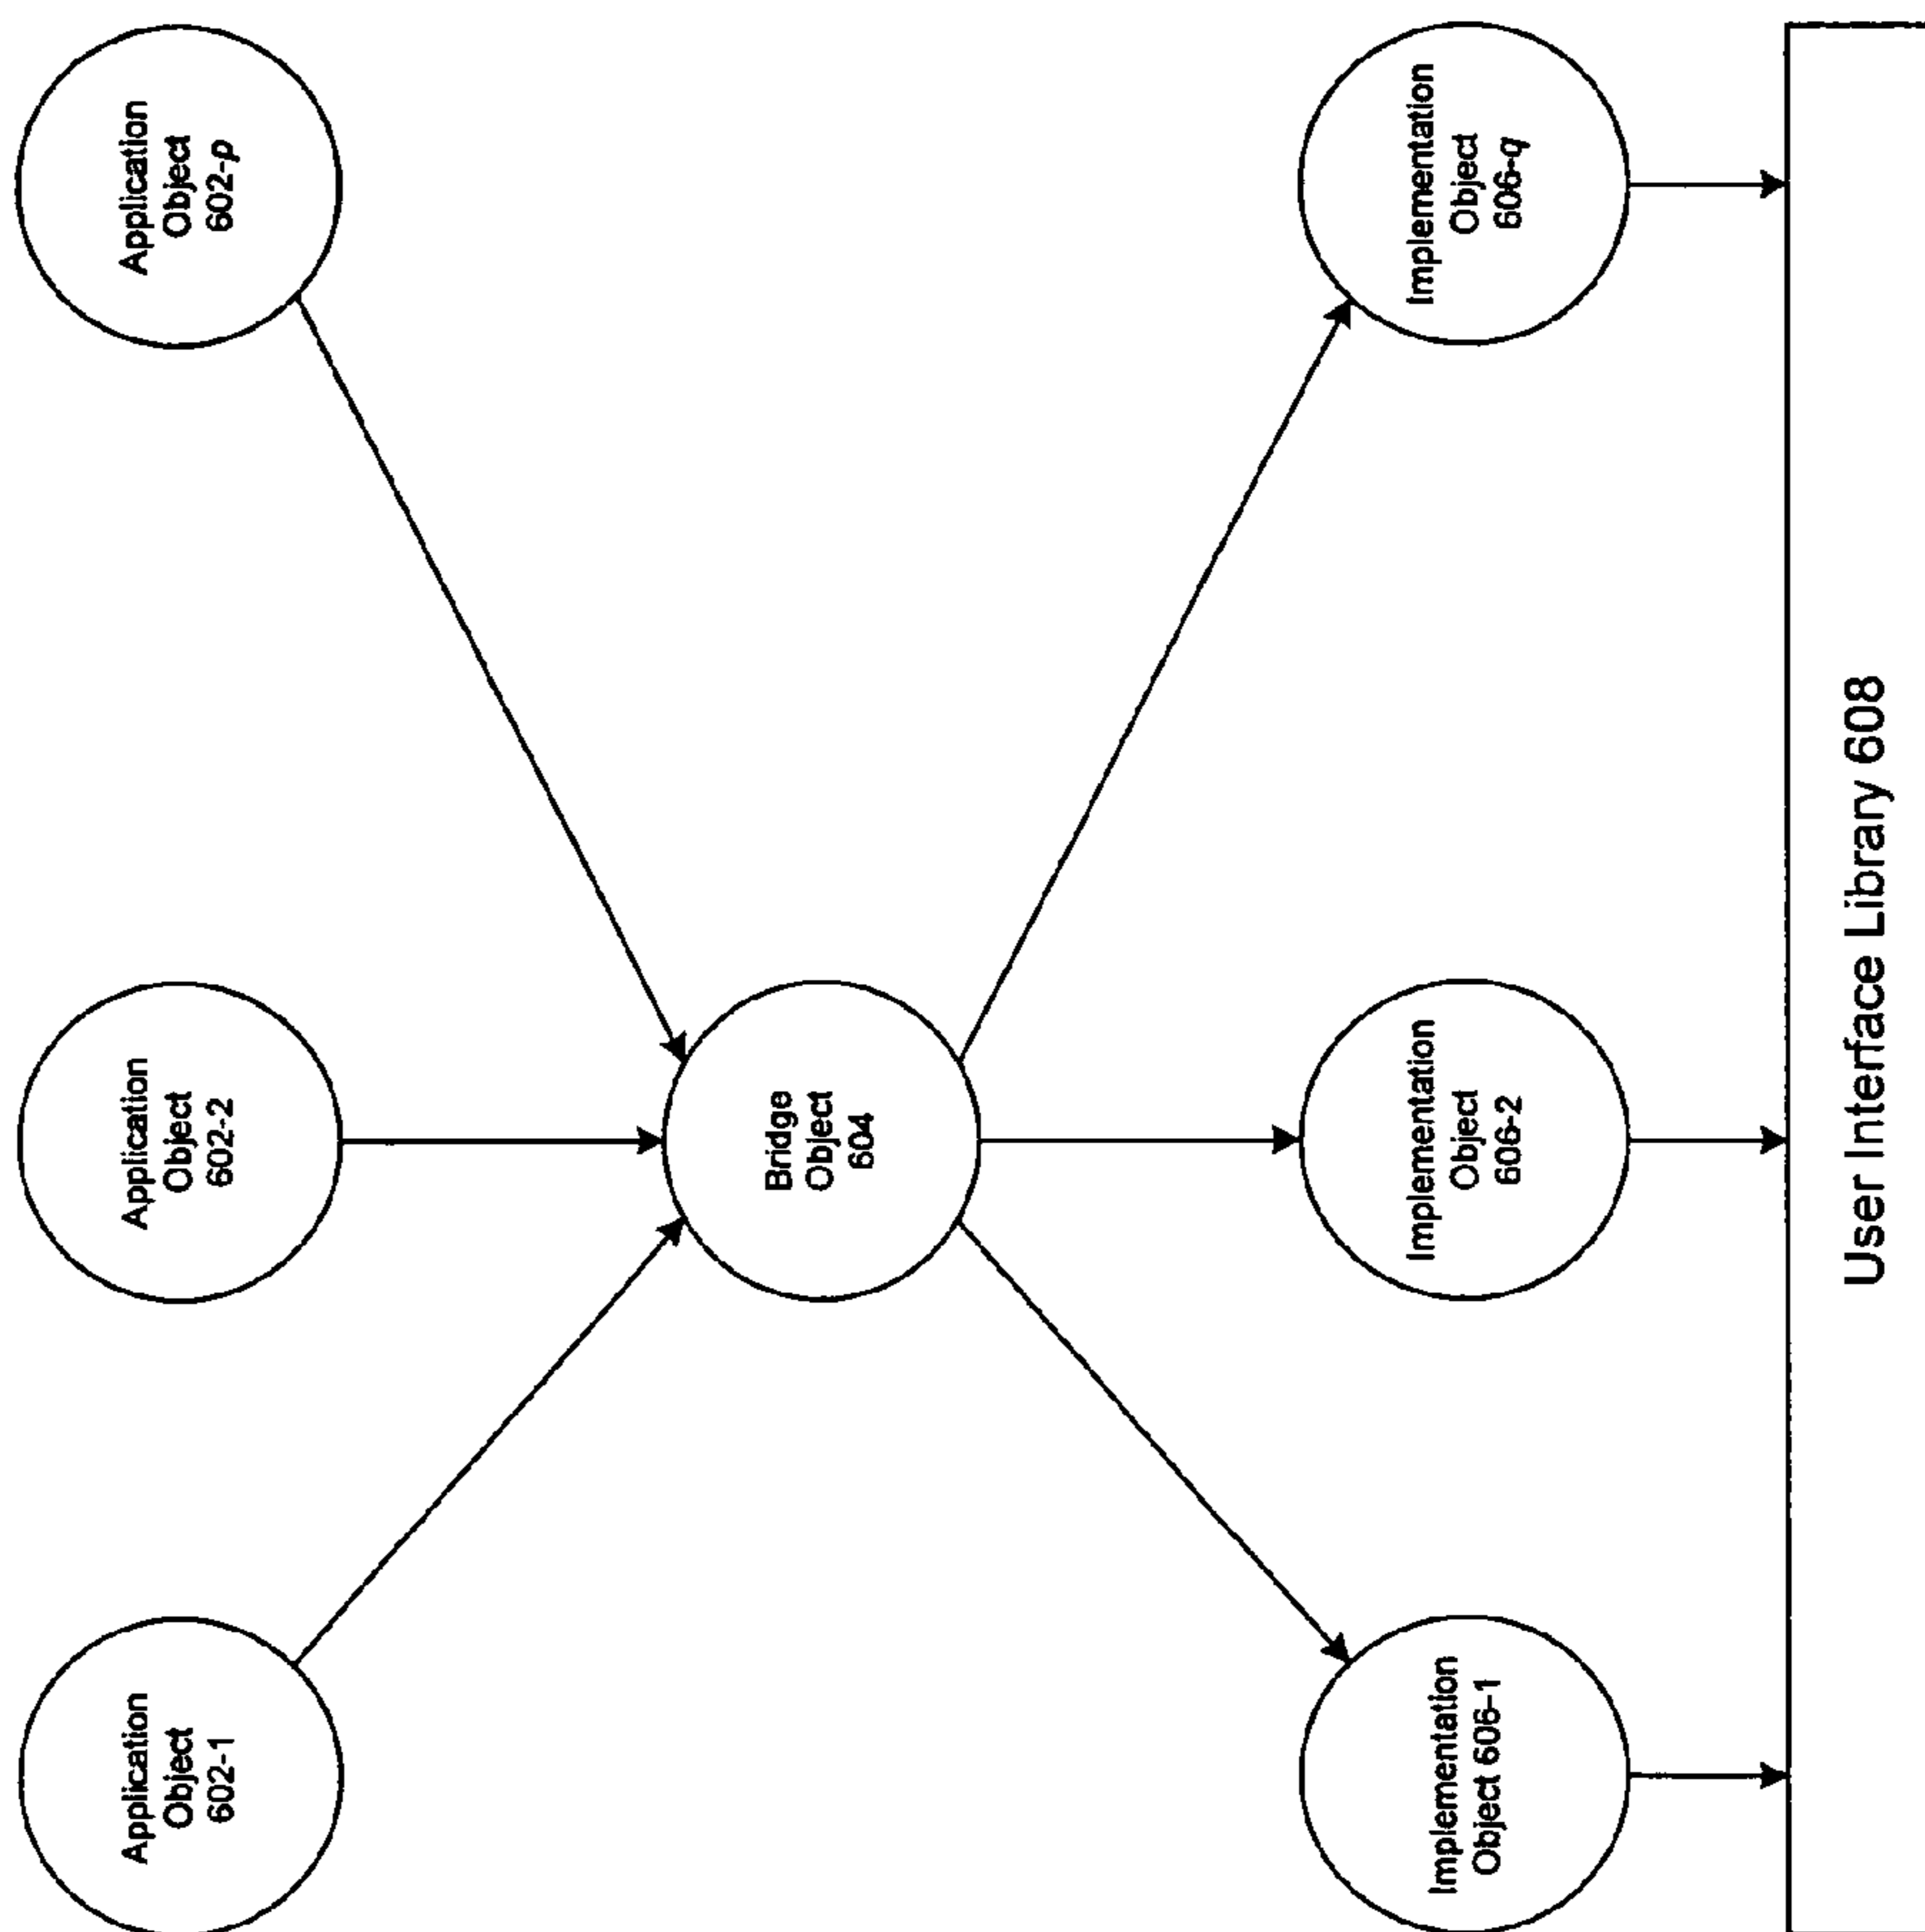 Application
Object
602-1
Application
Object
602-2
Application
Object
602-p
Bridge
Object
604
Implementation
Object 606-1
Implementation
Object
606-2
Implementation
Object
606-q
User Interface Library 608